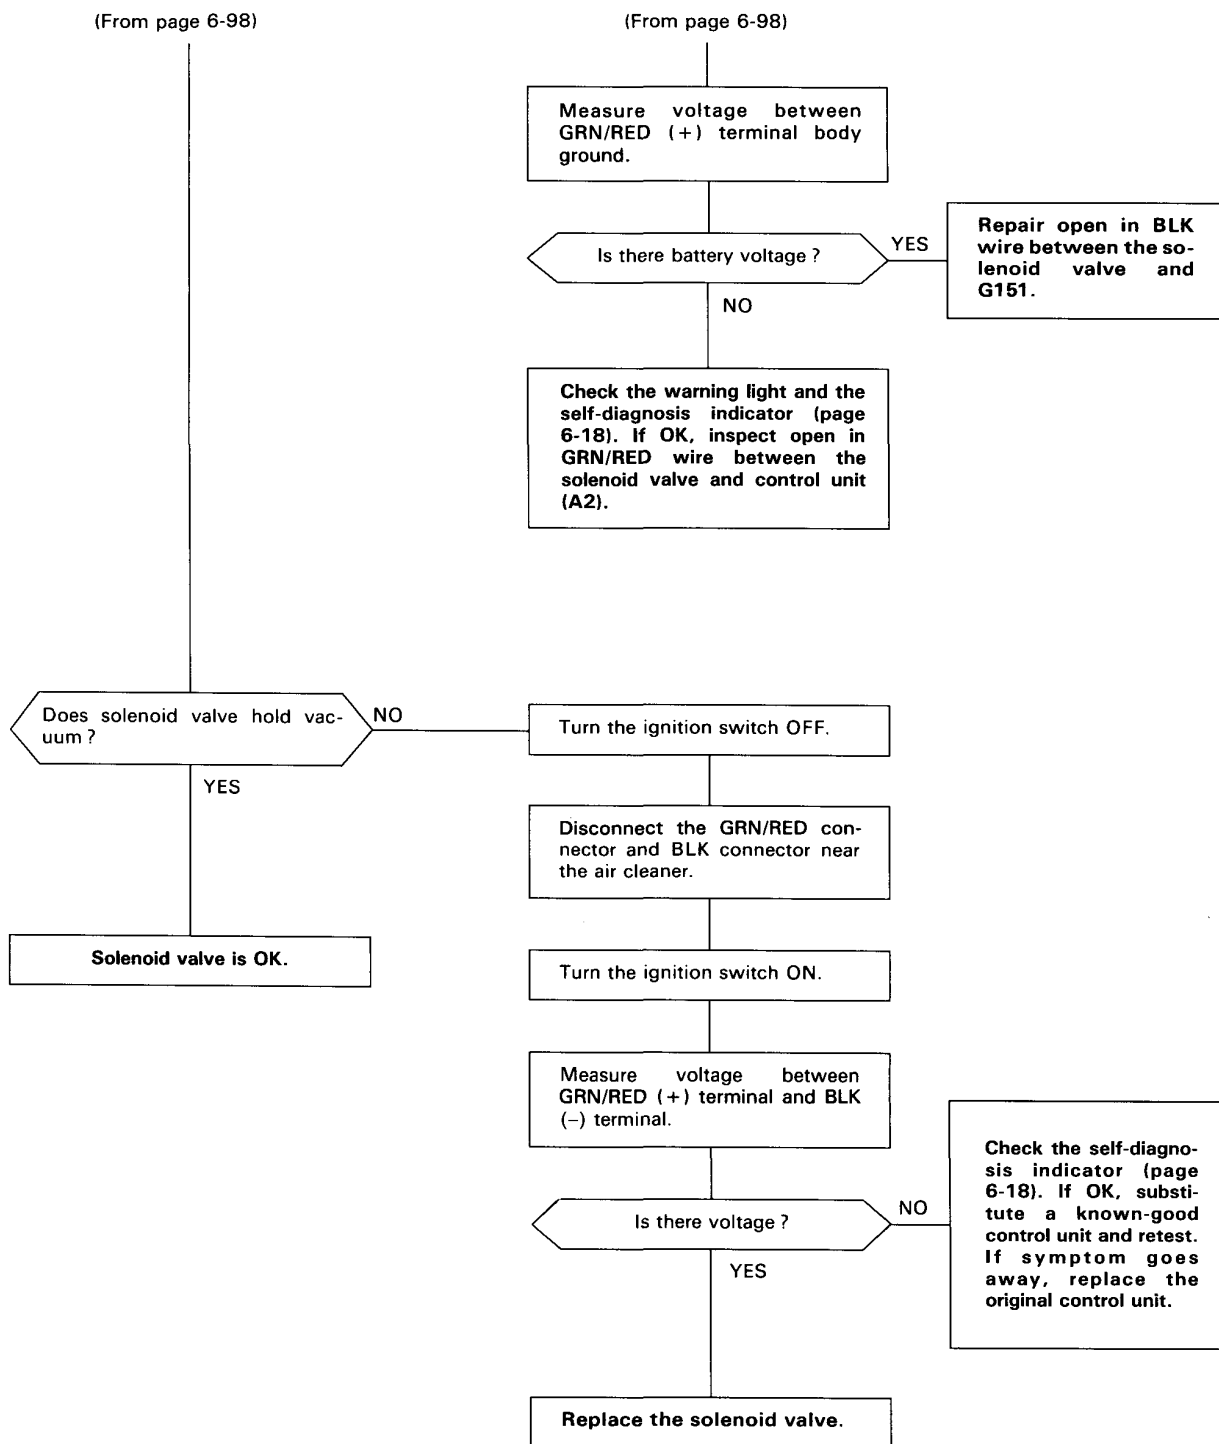 (From page 6-98)
(From page 6-98)
Measure voltage between
GRN/RED (+) terminal body
ground.
Is there battery voltage ?
YES
Repair open in BLK
wire between the so-
lenoid valve and
G151.
NO
Check the warning light and the
self-diagnosis indicator (page
6-18). If OK, inspect open in
GRN/RED wire between the
solenoid valve and control unit
(A2).
Does solenoid valve hold vac-
uum ?
NO
YES
Solenoid valve is OK.
Turn the ignition switch OFF.
Disconnect the GRN/RED con-
nector and BLK connector near
the air cleaner.
Turn the ignition switch ON.
Measure voltage between
GRN/RED (+) terminal and BLK
(−) terminal.
Is there voltage ?
NO
Check the self-diagno-
sis indicator (page
6-18). If OK, substi-
tute a known-good
control unit and retest.
If symptom goes
away, replace the
original control unit.
YES
Replace the solenoid valve.